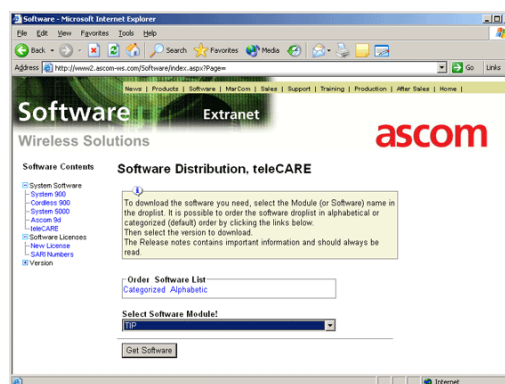 Software - Microsoft Internet Explorer
File Edit View Favorites Tools Help
Back Search Favorites Media
Address http://www2.ascom-ws.com/Software/index.aspx?Page= Go Links
News | Products | Software | MarCom | Sales | Support | Training | Production | After Sales | Home |
Software Extranet
Wireless Solutions
ascom
Software Contents
System Software
System 900
Cordless 900
System 5000
Ascom 9d
teleCARE
Software Licenses
New License
SARI Numbers
Version
Software Distribution, teleCARE
To download the software you need, select the Module (or Software) name in
the droplist. It is possible to order the software droplist in alphabetical or
categorized (default) order by clicking the links below.
Then select the version to download.
The Release notes contains important information and should always be
read.
Order Software List
Categorized Alphabetic
Select Software Module!
TIP
Get Software
Internet